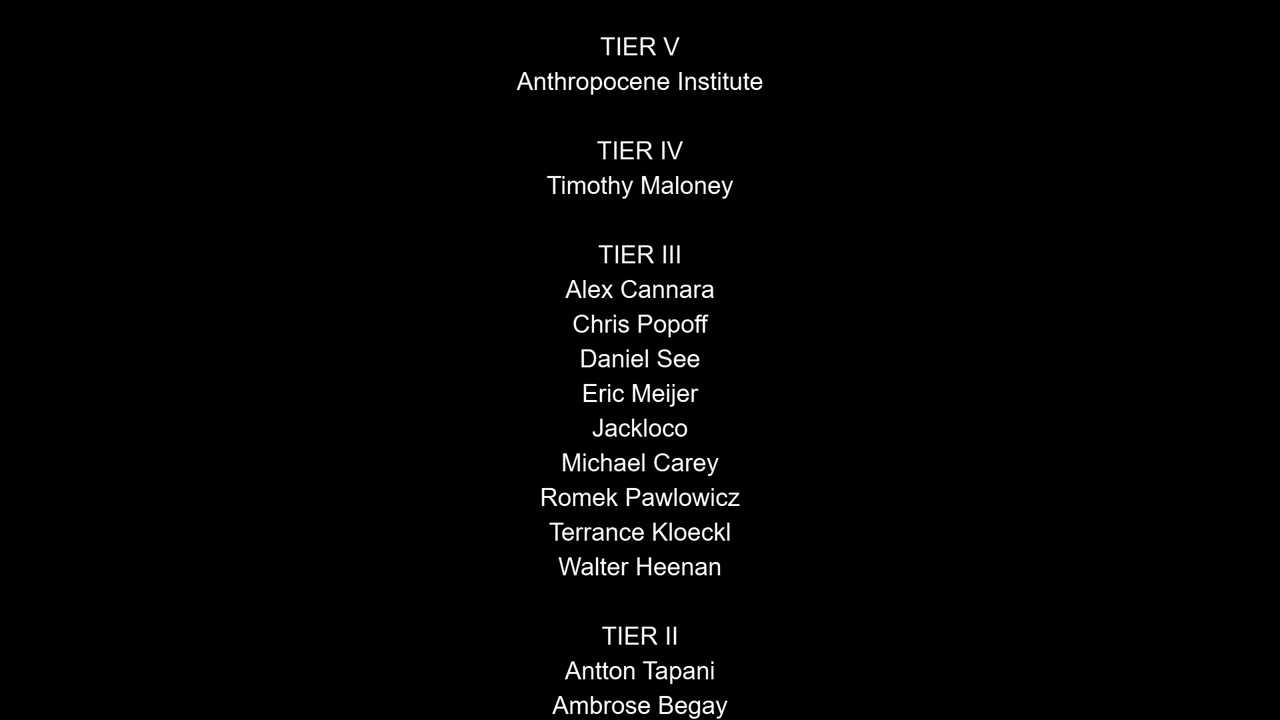 TIER V
Anthropocene Institute
TIER IV
Timothy Maloney
TIER III
Alex Cannara
Chris Popoff
Daniel See
Eric Meijer
Jackloco
Michael Carey
Romek Pawlowicz
Terrance Kloeckl
Walter Heenan
TIER II
Antton Tapani
Ambrose Begay